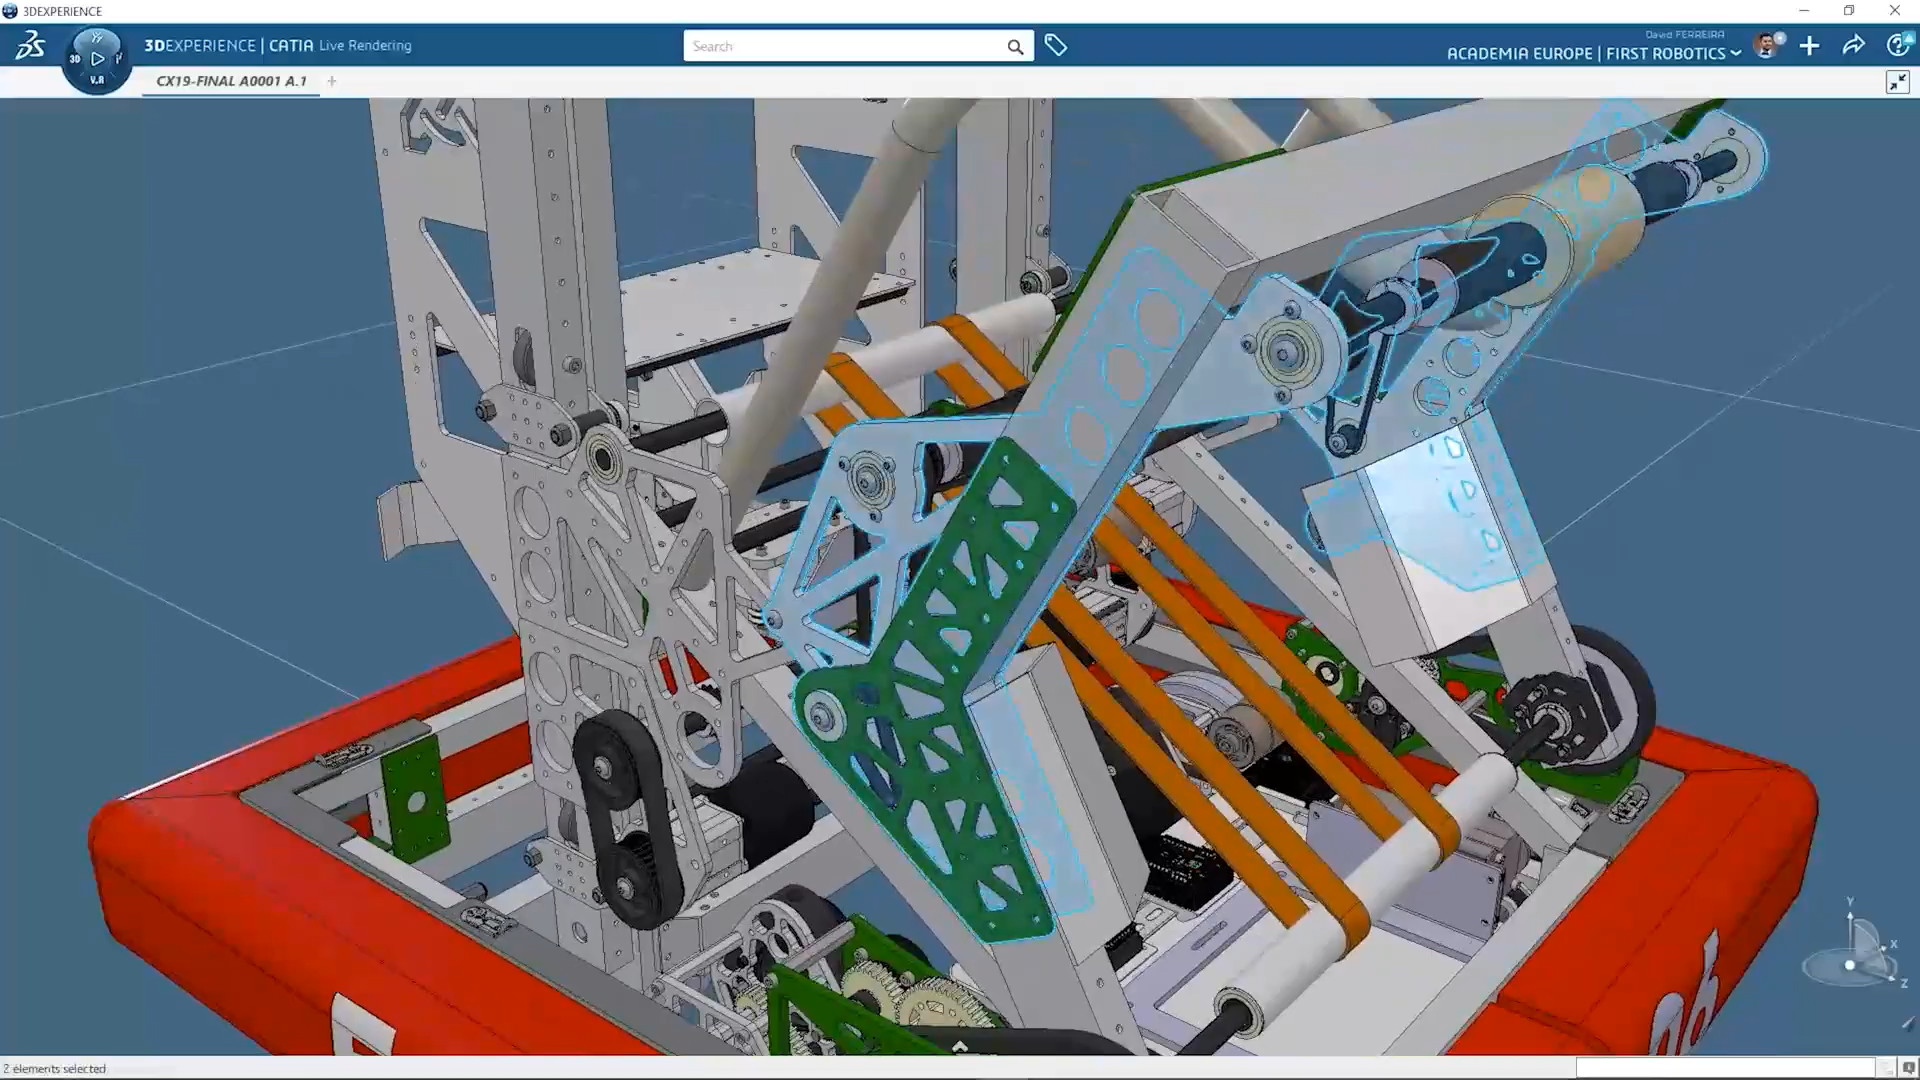 3DEXPERIENCE
3DEXPERIENCE | CATIA Live Rendering
Search
David FERREIRA
ACADEMIA EUROPE | FIRST ROBOTICS
3D
V.R
CX19-FINAL A0001 A.1
Y
X
Z
2 elements selected